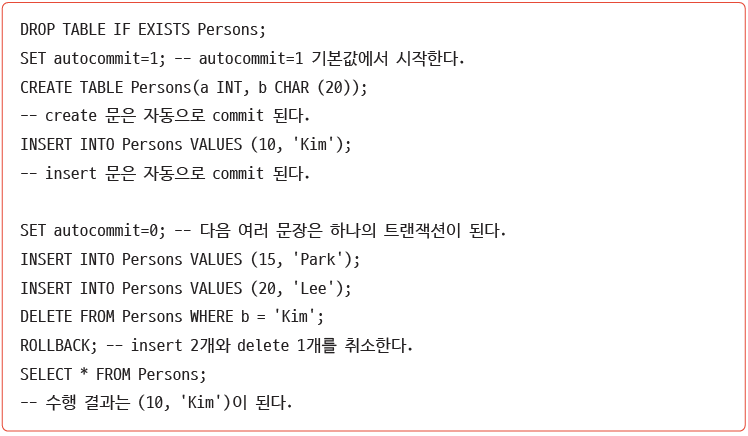 DROP TABLE IF EXISTS Persons;
SET autocommit=1; -- autocommit=1 기본값에서 시작한다.
CREATE TABLE Persons(a INT, b CHAR (20));
-- create 문은 자동으로 commit 된다.
INSERT INTO Persons VALUES (10, 'Kim');
-- insert 문은 자동으로 commit 된다.
SET autocommit=0; -- 다음 여러 문장은 하나의 트랜잭션이 된다.
INSERT INTO Persons VALUES (15, 'Park');
INSERT INTO Persons VALUES (20, 'Lee');
DELETE FROM Persons WHERE b = 'Kim';
ROLLBACK; -- insert 2개와 delete 1개를 취소한다.
SELECT * FROM Persons;
-- 수행 결과는 (10, 'Kim')이 된다.